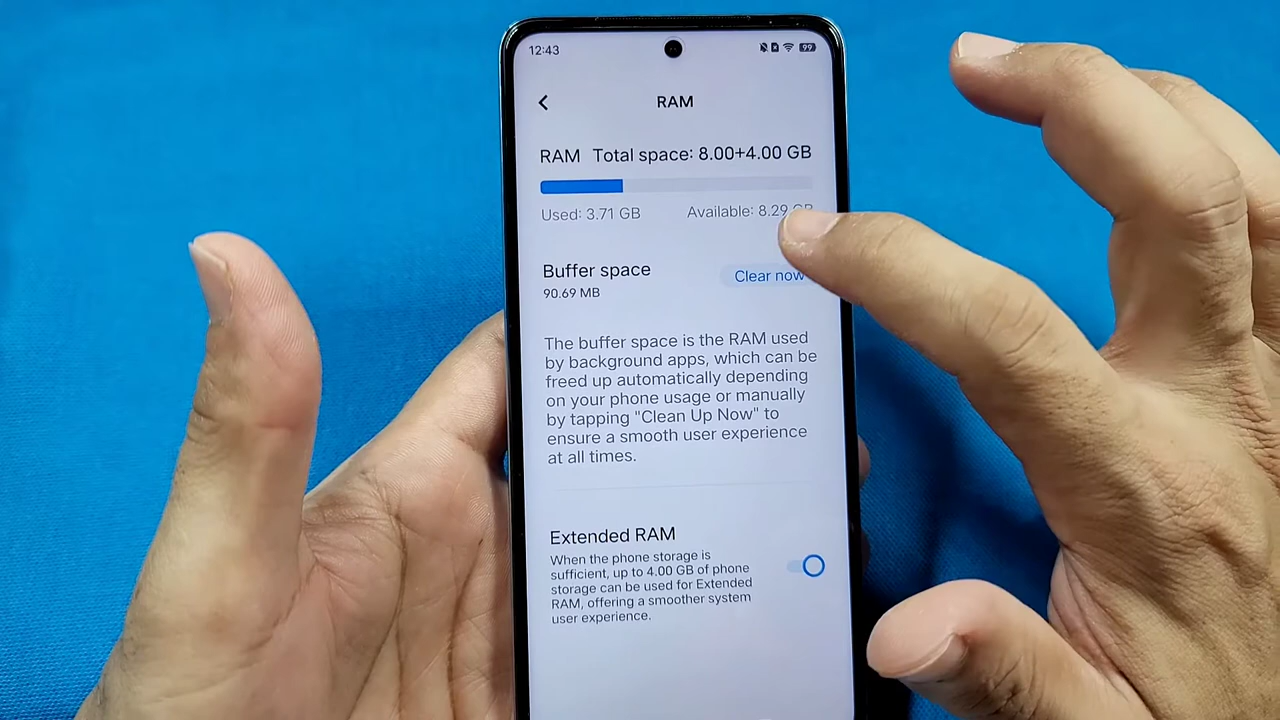 12:43
99
RAM
RAM Total space: 8.00+4.00 GB
Used: 3.71 GB Available: 8.29 GB
Buffer space
Clear now
90.69 MB
The buffer space is the RAM used
by background apps, which can be
freed up automatically depending
on your phone usage or manually
by tapping "Clean Up Now" to
ensure a smooth user experience
at all times.
Extended RAM
When the phone storage is
sufficient, up to 4.00 GB of phone
storage can be used for Extended
RAM, offering a smoother system
user experience.